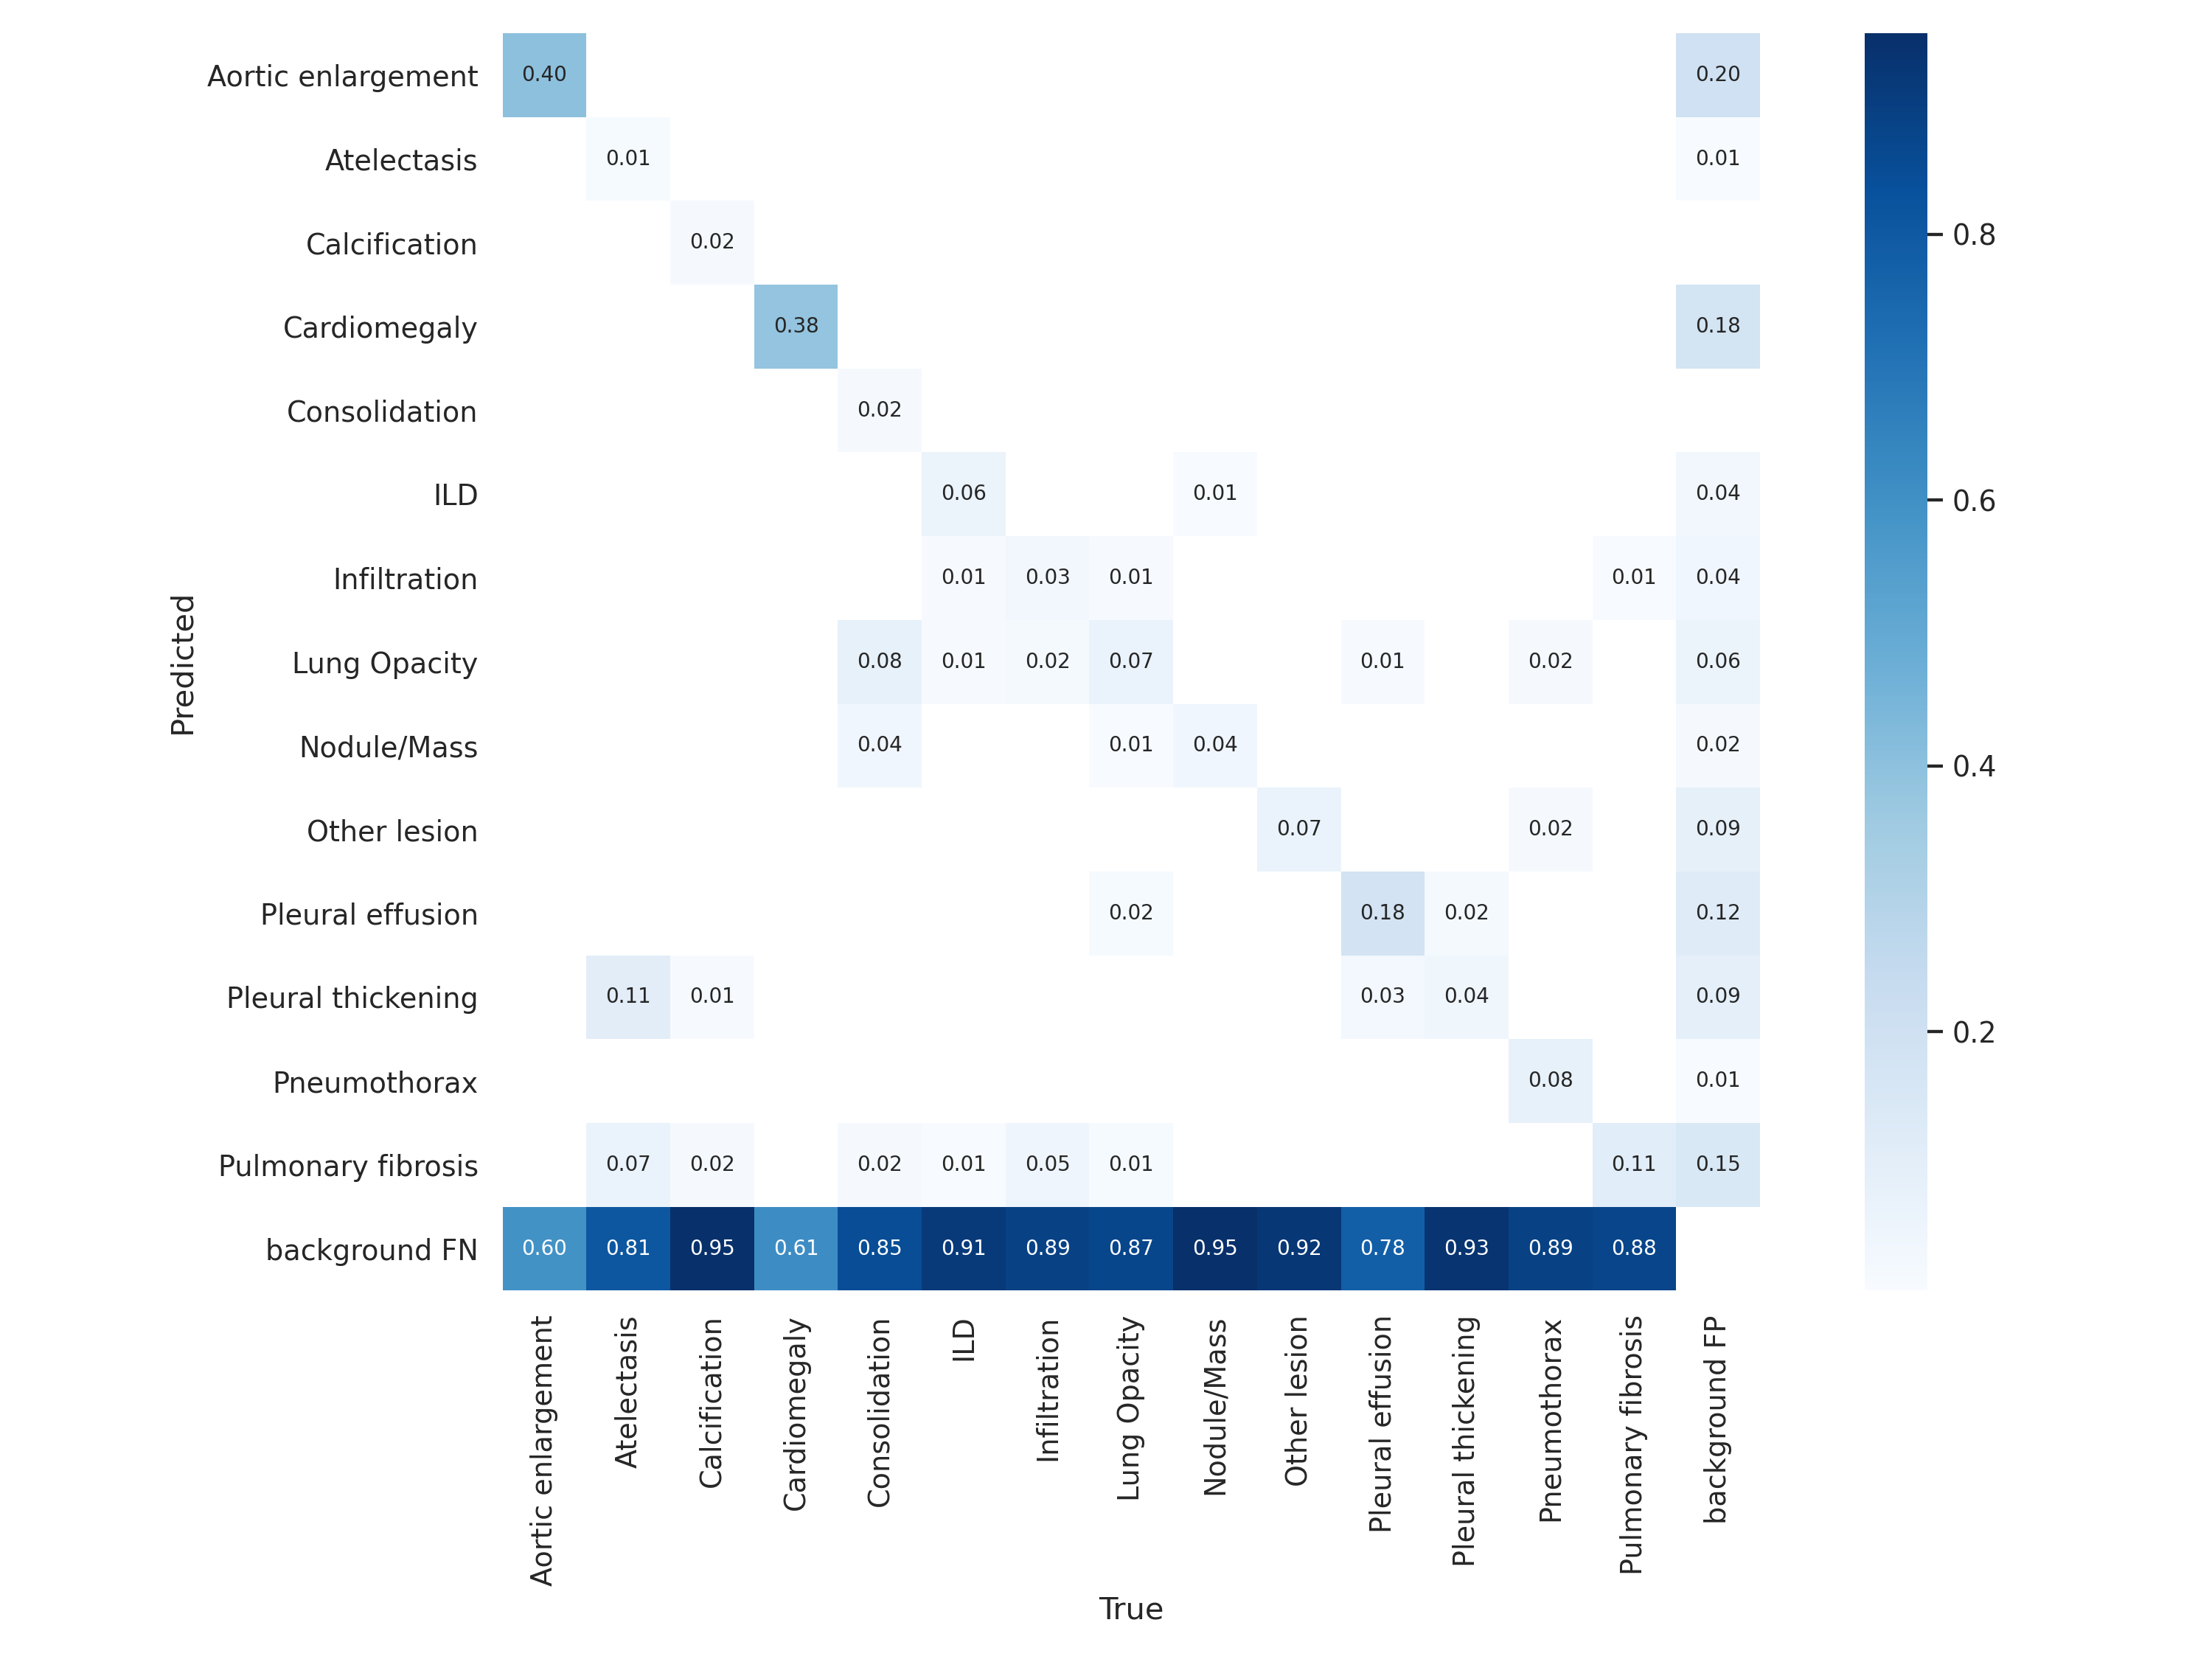 Aortic enlargement 0.40 0.20
Atelectasis 0.01 0.01
Calcification 0.02
Cardiomegaly 0.38 0.18
Consolidation 0.02
ILD 0.06 0.01 0.04
Infiltration 0.01 0.03 0.01 0.01 0.04
Lung Opacity 0.08 0.01 0.02 0.07 0.01 0.02 0.06
Nodule/Mass 0.04 0.01 0.04 0.02
Other lesion 0.07 0.02 0.09
Pleural effusion 0.02 0.18 0.02 0.12
Pleural thickening 0.11 0.01 0.03 0.04 0.09
Pneumothorax 0.08 0.01
Pulmonary fibrosis 0.07 0.02 0.02 0.01 0.05 0.01 0.11 0.15
background FN 0.60 0.81 0.95 0.61 0.85 0.91 0.89 0.87 0.95 0.92 0.78 0.93 0.89 0.88
Predicted
Aortic enlargement
Atelectasis
Calcification
Cardiomegaly
Consolidation
ILD
Infiltration
Lung Opacity
Nodule/Mass
Other lesion
Pleural effusion
Pleural thickening
Pneumothorax
Pulmonary fibrosis
background FP
True
0.8
0.6
0.4
0.2